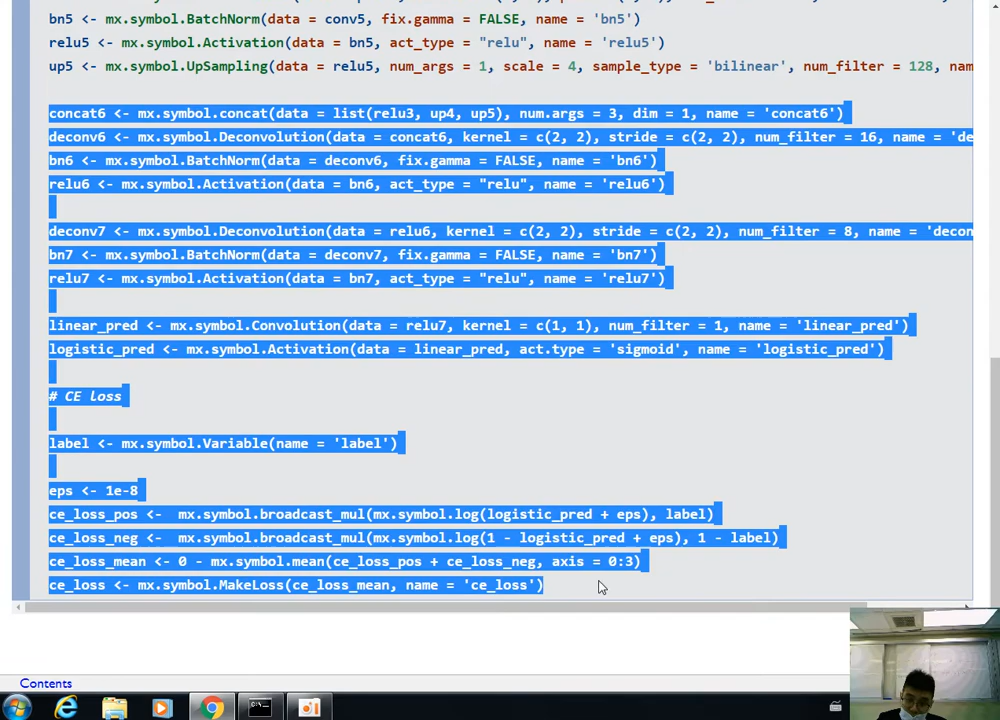 bn5 <- mx.symbol.BatchNorm(data = conv5, fix.gamma = FALSE, name = 'bn5')
relu5 <- mx.symbol.Activation(data = bn5, act_type = "relu", name = 'relu5')
up5 <- mx.symbol.UpSampling(data = relu5, num_args = 1, scale = 4, sample_type = 'bilinear', num_filter = 128, nam
concat6 <- mx.symbol.concat(data = list(relu3, up4, up5), num.args = 3, dim = 1, name = 'concat6')
deconv6 <- mx.symbol.Deconvolution(data = concat6, kernel = c(2, 2), stride = c(2, 2), num_filter = 16, name = 'de
bn6 <- mx.symbol.BatchNorm(data = deconv6, fix.gamma = FALSE, name = 'bn6')
relu6 <- mx.symbol.Activation(data = bn6, act_type = "relu", name = 'relu6')
deconv7 <- mx.symbol.Deconvolution(data = relu6, kernel = c(2, 2), stride = c(2, 2), num_filter = 8, name = 'decon
bn7 <- mx.symbol.BatchNorm(data = deconv7, fix.gamma = FALSE, name = 'bn7')
relu7 <- mx.symbol.Activation(data = bn7, act_type = "relu", name = 'relu7')
linear_pred <- mx.symbol.Convolution(data = relu7, kernel = c(1, 1), num_filter = 1, name = 'linear_pred')
logistic_pred <- mx.symbol.Activation(data = linear_pred, act.type = 'sigmoid', name = 'logistic_pred')
# CE loss
label <- mx.symbol.Variable(name = 'label')
eps <- 1e-8
ce_loss_pos <-  mx.symbol.broadcast_mul(mx.symbol.log(logistic_pred + eps), label)
ce_loss_neg <-  mx.symbol.broadcast_mul(mx.symbol.log(1 - logistic_pred + eps), 1 - label)
ce_loss_mean <- 0 - mx.symbol.mean(ce_loss_pos + ce_loss_neg, axis = 0:3)
ce_loss <- mx.symbol.MakeLoss(ce_loss_mean, name = 'ce_loss')
Contents